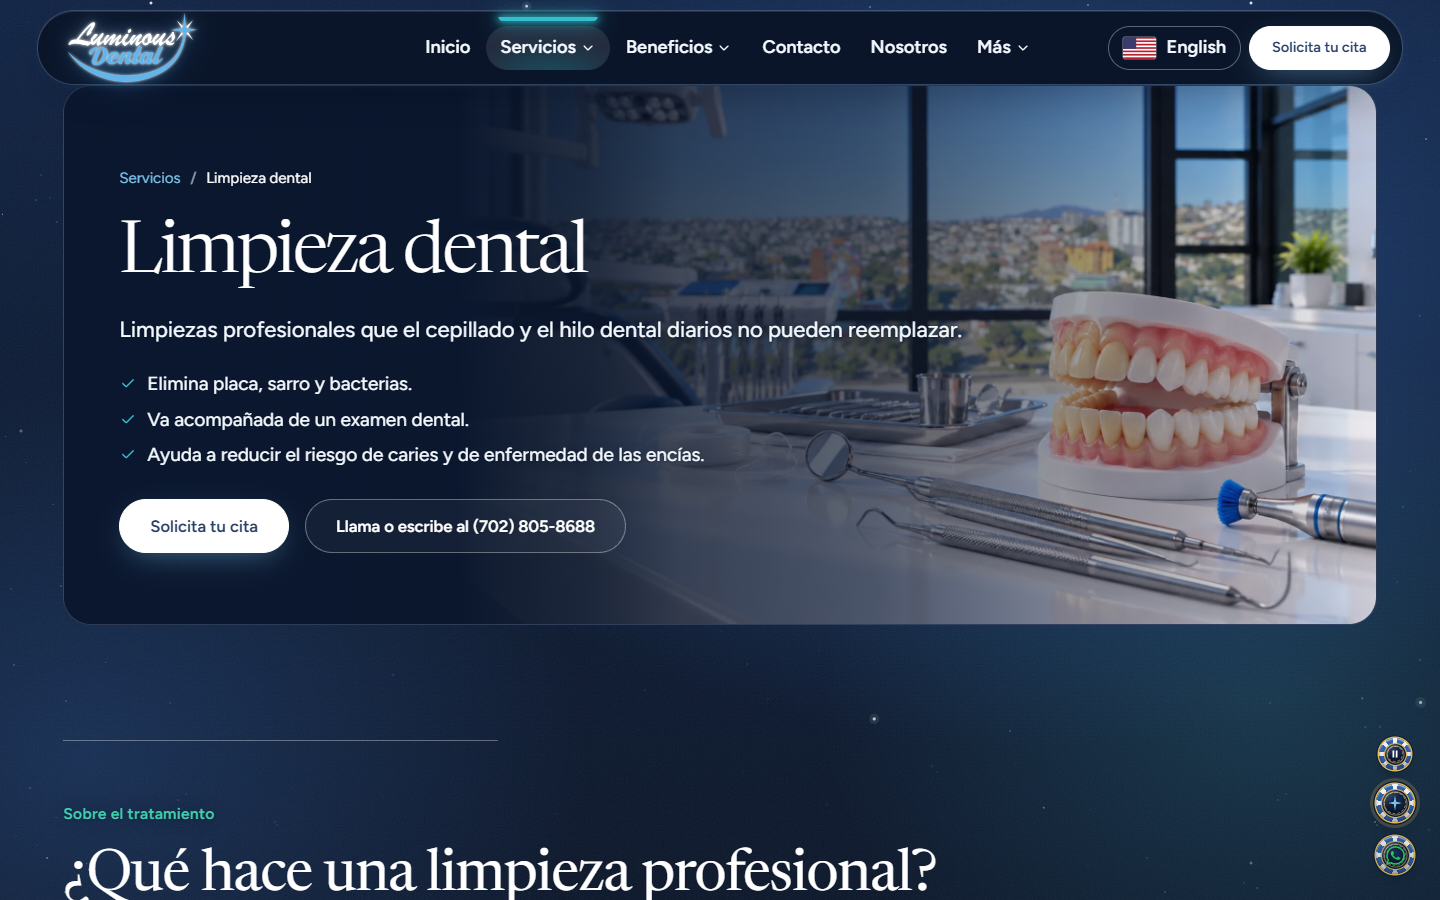 Luminous
Dental
Inicio
Servicios
Beneficios
Contacto
Nosotros
Más
English
Solicita tu cita
Servicios / Limpieza dental
Limpieza dental
Limpiezas profesionales que el cepillado y el hilo dental diarios no pueden reemplazar.
Elimina placa, sarro y bacterias.
Va acompañada de un examen dental.
Ayuda a reducir el riesgo de caries y de enfermedad de las encías.
Solicita tu cita
Llama o escribe al (702) 805-8688
Sobre el tratamiento
¿Qué hace una limpieza profesional?